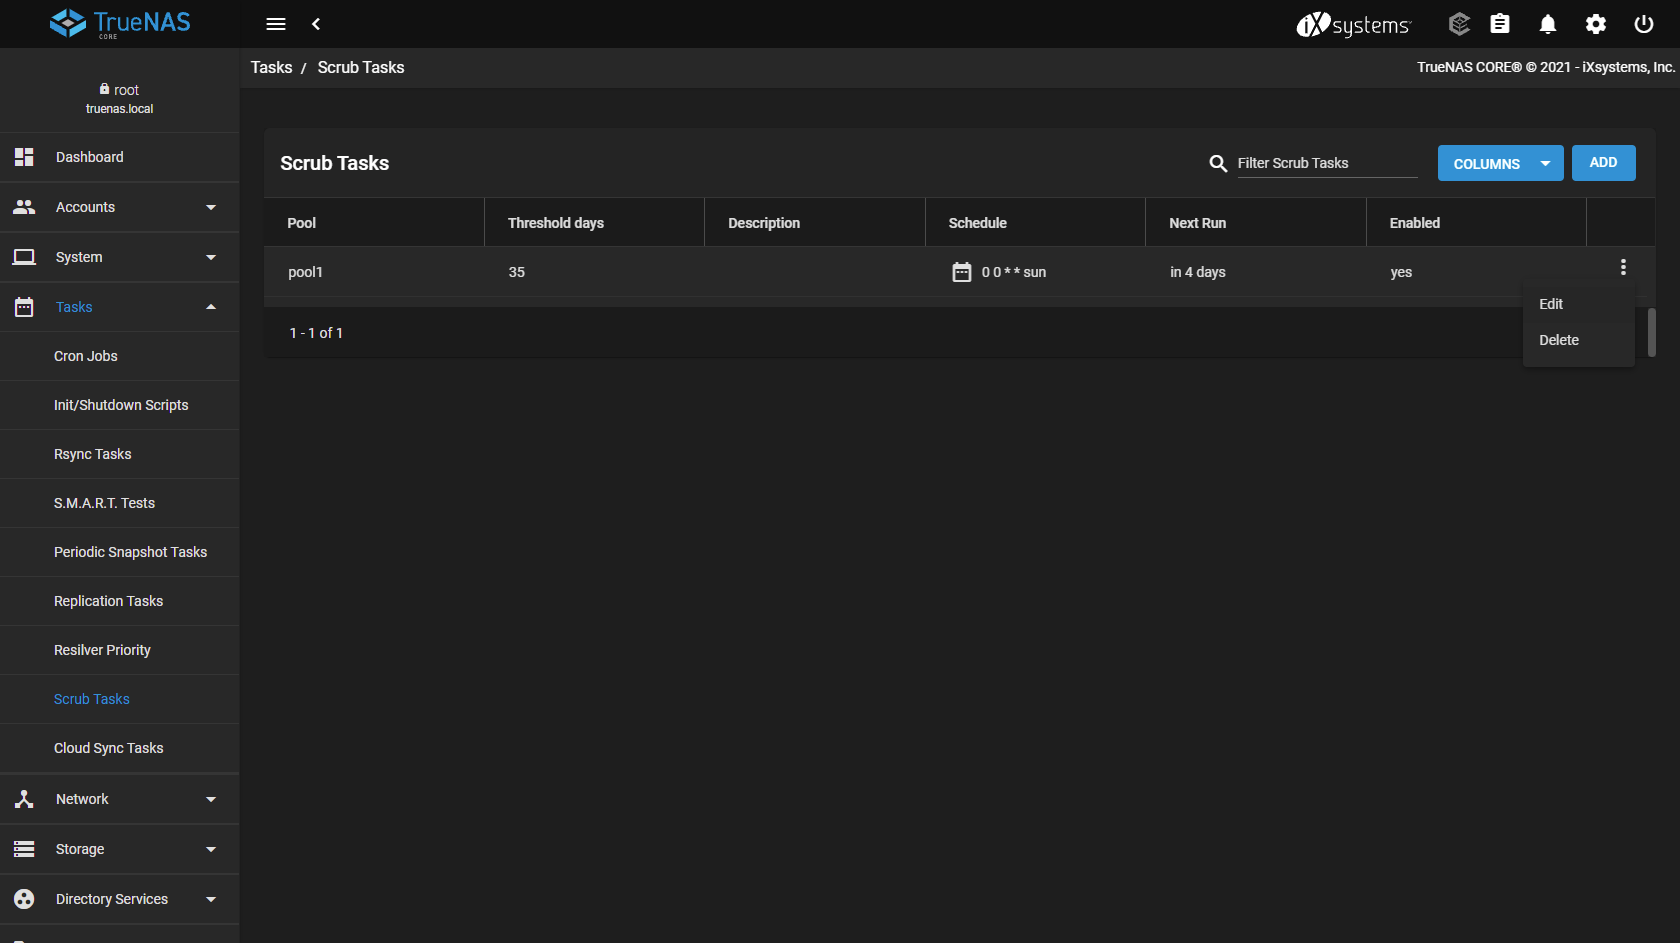 TrueNAS
CORE
iXsystems
Tasks / Scrub Tasks
TrueNAS CORE® © 2021 - iXsystems, Inc.
root
truenas.local
Dashboard
Accounts
System
Tasks
Cron Jobs
Init/Shutdown Scripts
Rsync Tasks
S.M.A.R.T. Tests
Periodic Snapshot Tasks
Replication Tasks
Resilver Priority
Scrub Tasks
Cloud Sync Tasks
Network
Storage
Directory Services
Scrub Tasks
Filter Scrub Tasks
COLUMNS
ADD
Pool Threshold days Description Schedule Next Run Enabled
pool1 35 0 0 * * sun in 4 days yes
Edit
Delete
1 - 1 of 1